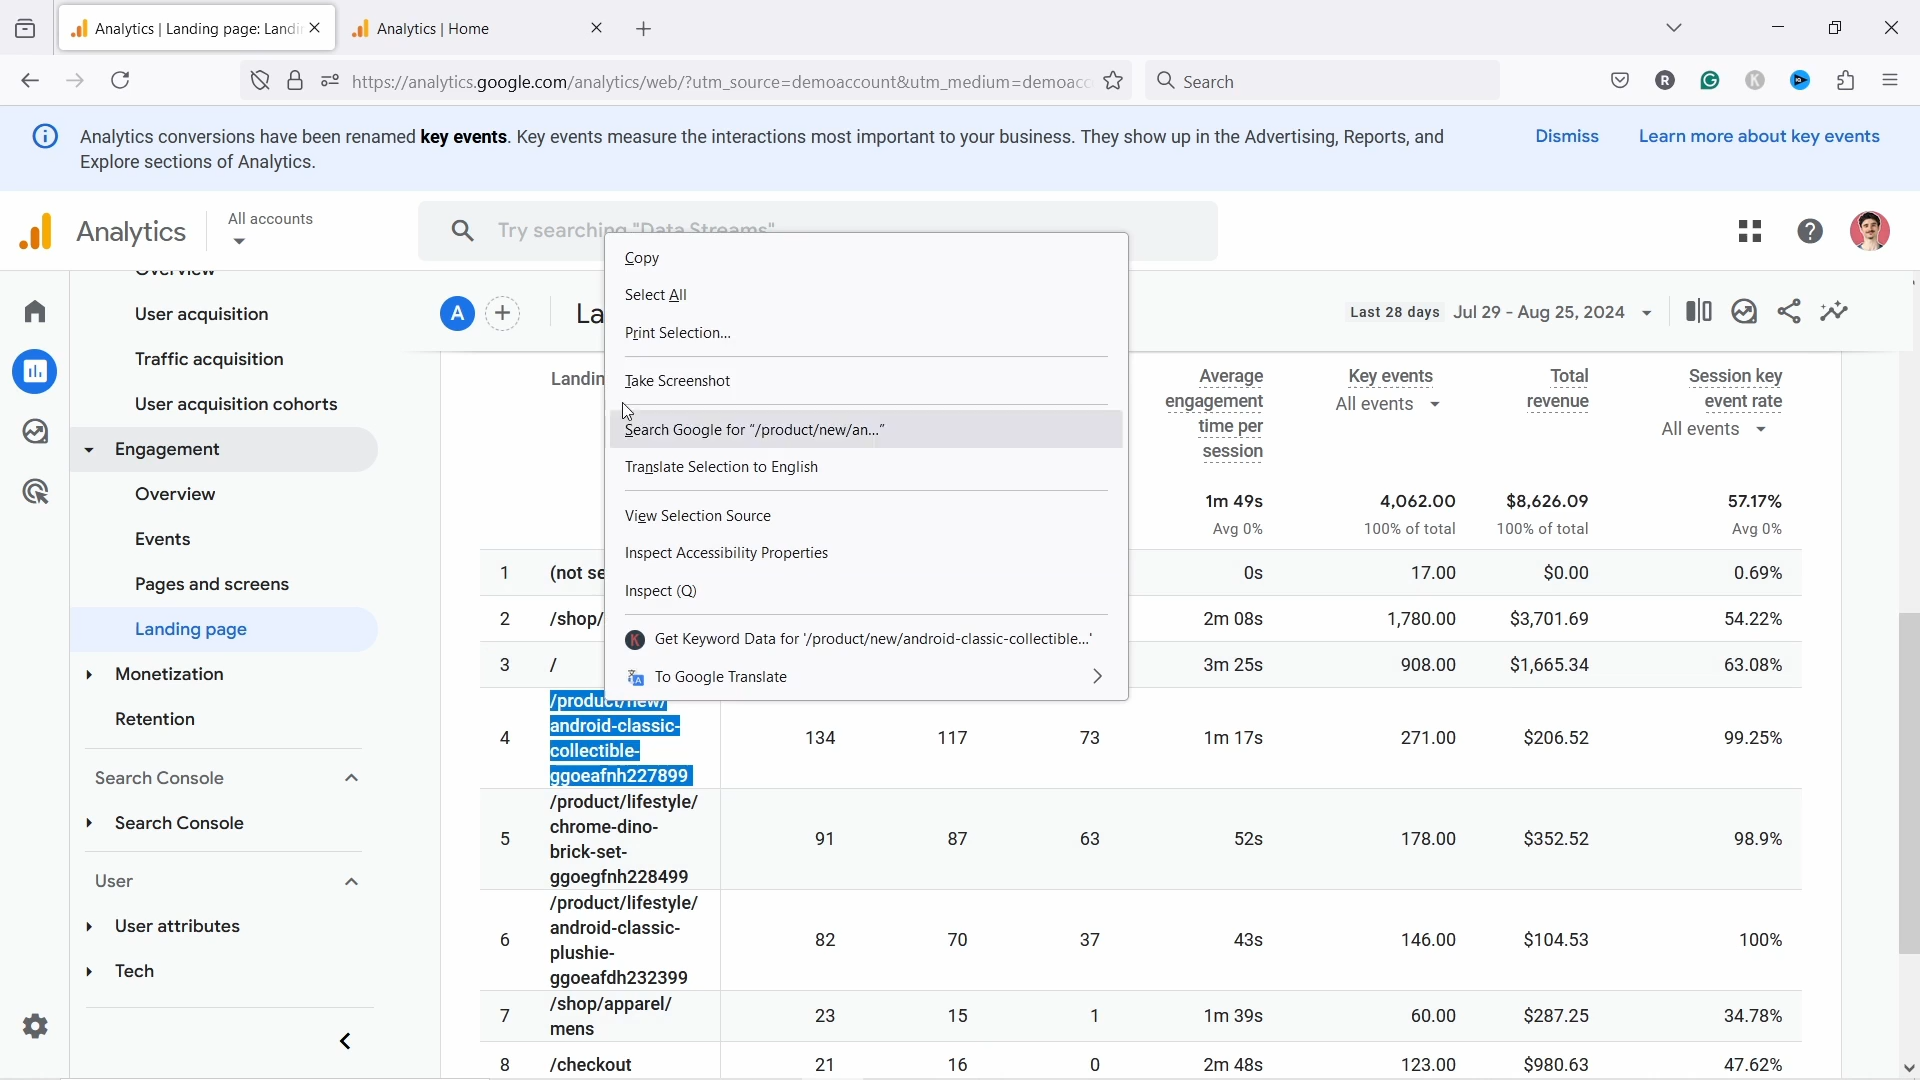 Analytics | Landing page: Landi
Analytics | Home
https://analytics.google.com/analytics/web/?utm_source=demoaccount&utm_medium=demoacc
Search
R
G
K
Analytics conversions have been renamed key events. Key events measure the interactions most important to your business. They show up in the Advertising, Reports, and
Explore sections of Analytics.
Dismiss
Learn more about key events
Analytics
All accounts
Try searching "Data Streams"
Overview
User acquisition
Traffic acquisition
User acquisition cohorts
Engagement
Overview
Events
Pages and screens
Landing page
Monetization
Retention
Search Console
Search Console
User
User attributes
Tech
A
La
Last 28 days Jul 29 - Aug 25, 2024
Copy
Select All
Print Selection...
Take Screenshot
Search Google for "/product/new/an..."
Translate Selection to English
View Selection Source
Inspect Accessibility Properties
Inspect (Q)
K Get Keyword Data for '/product/new/android-classic-collectible...'
To Google Translate
Landin
Average
engagement
time per
session
Key events
All events
Total
revenue
Session key
event rate
All events
1m 49s 4,062.00 $8,626.09 57.17%
Avg 0% 100% of total 100% of total Avg 0%
1 (not se 0s 17.00 $0.00 0.69%
2 /shop/ 2m 08s 1,780.00 $3,701.69 54.22%
3 / 3m 25s 908.00 $1,665.34 63.08%
/product/new/
android-classic-
4 134 117 73 1m 17s 271.00 $206.52 99.25%
collectible-
ggoeafnh227899
/product/lifestyle/
chrome-dino-
5 91 87 63 52s 178.00 $352.52 98.9%
brick-set-
ggoegfnh228499
/product/lifestyle/
android-classic-
6 82 70 37 43s 146.00 $104.53 100%
plushie-
ggoeafdh232399
/shop/apparel/
7 23 15 1 1m 39s 60.00 $287.25 34.78%
mens
8 /checkout 21 16 0 2m 48s 123.00 $980.63 47.62%